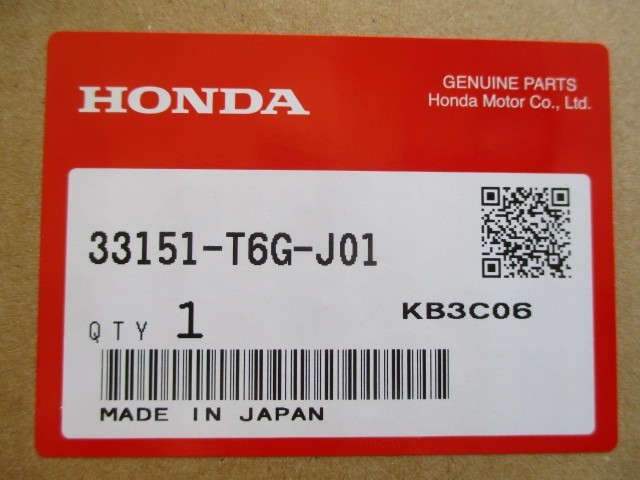 HONDA
GENUINE PARTS
Honda Motor Co., Ltd.
33151-T6G-J01
QTY 1
KB3C06
MADE IN JAPAN